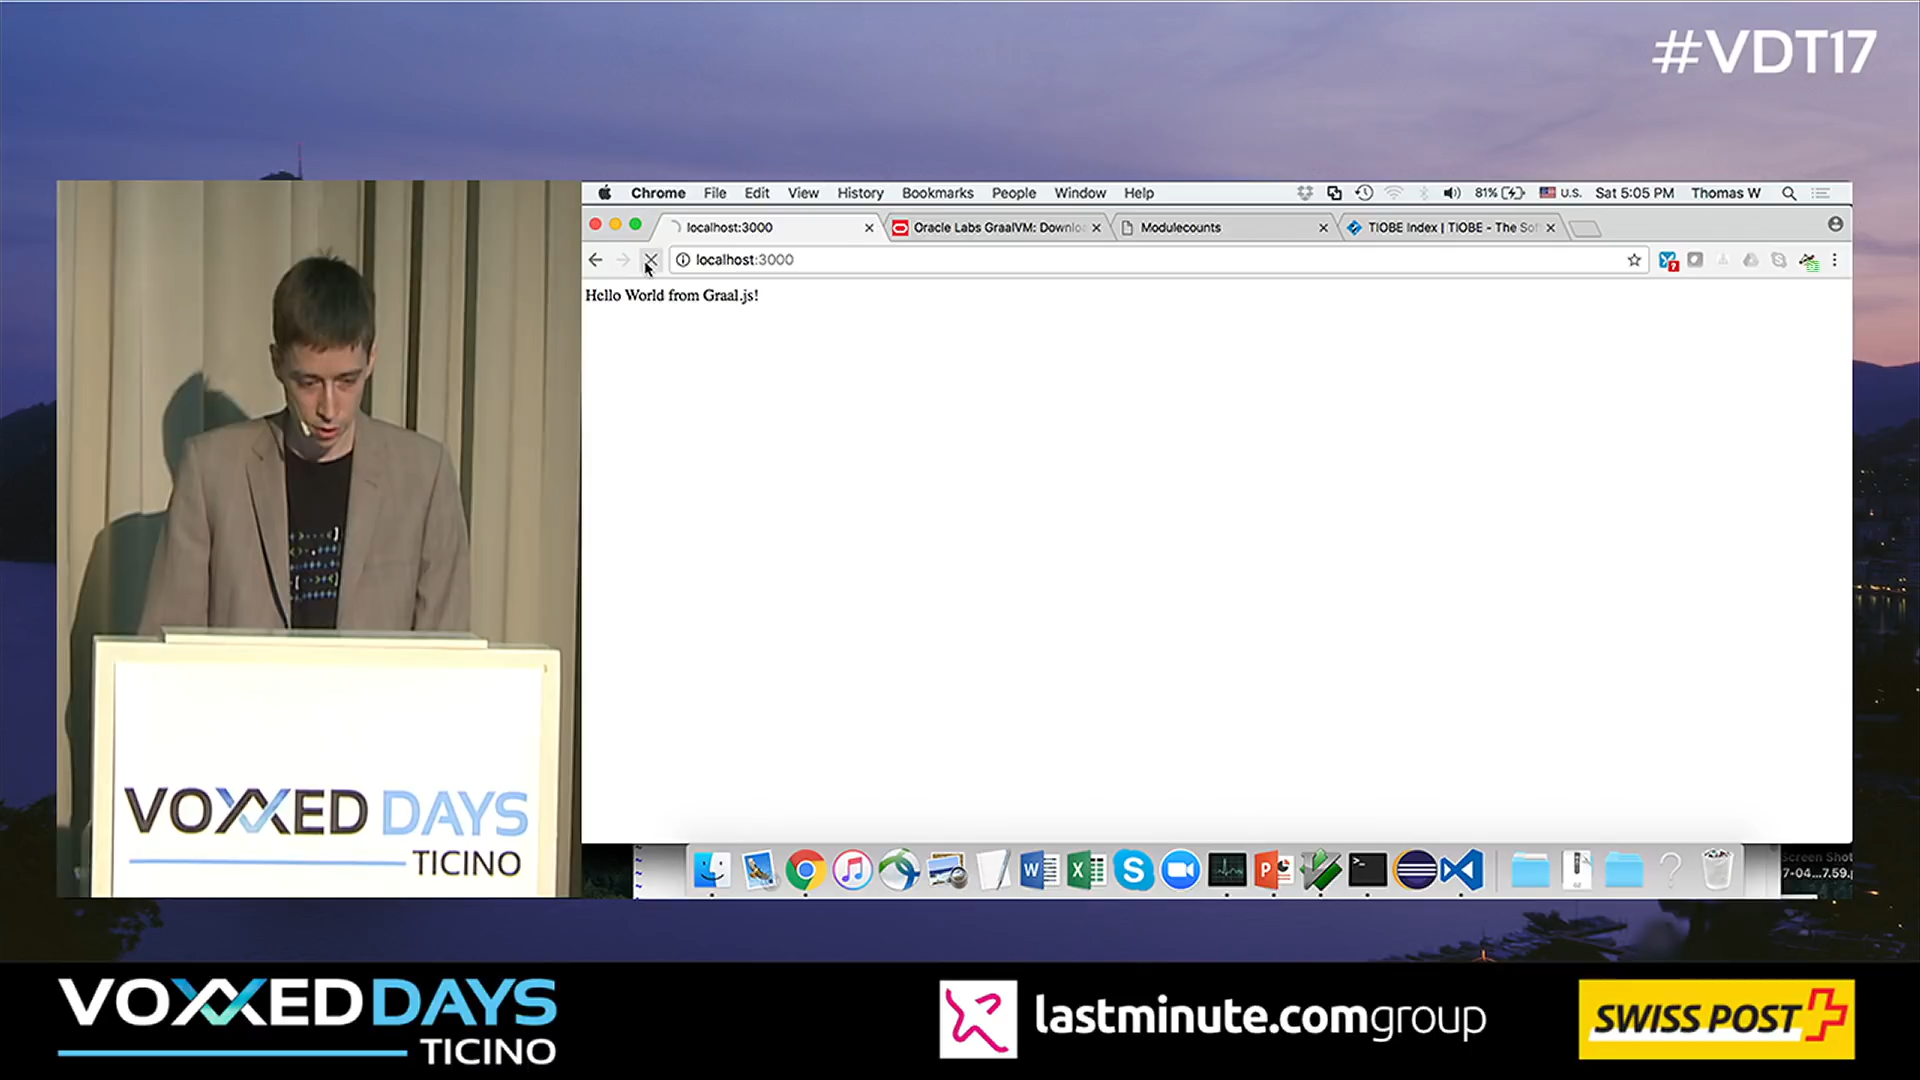 #VDT17
Chrome File Edit View History Bookmarks People Window Help 81% U.S. Sat 5:05 PM Thomas W
localhost:3000 Oracle Labs GraalVM: Downlo Modulecounts TIOBE Index | TIOBE - The Sof
localhost:3000
Hello World from Graal.js!
VOXXED DAYS
TICINO
Screen Shot
VOXXED DAYS
TICINO
lastminute.comgroup
SWISS POST